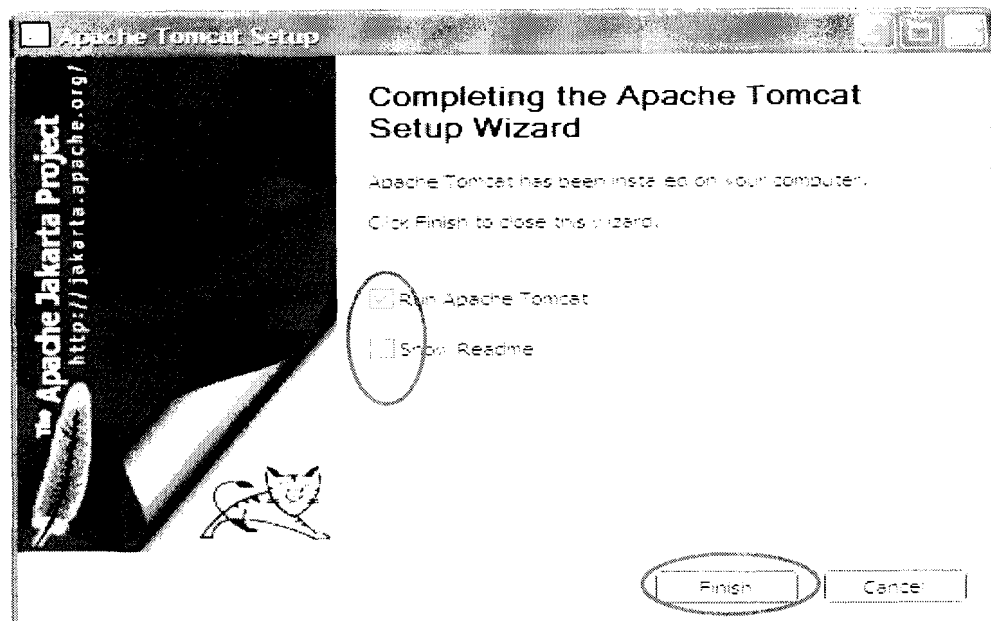 Apache Tomcat Setup
The Apache Jakarta Project
http://jakarta.apache.org/
Completing the Apache Tomcat
Setup Wizard
Apache Tomcat has been installed on your computer.
Click Finish to close this wizard.
Run Apache Tomcat
Show Readme
Finish
Cancel